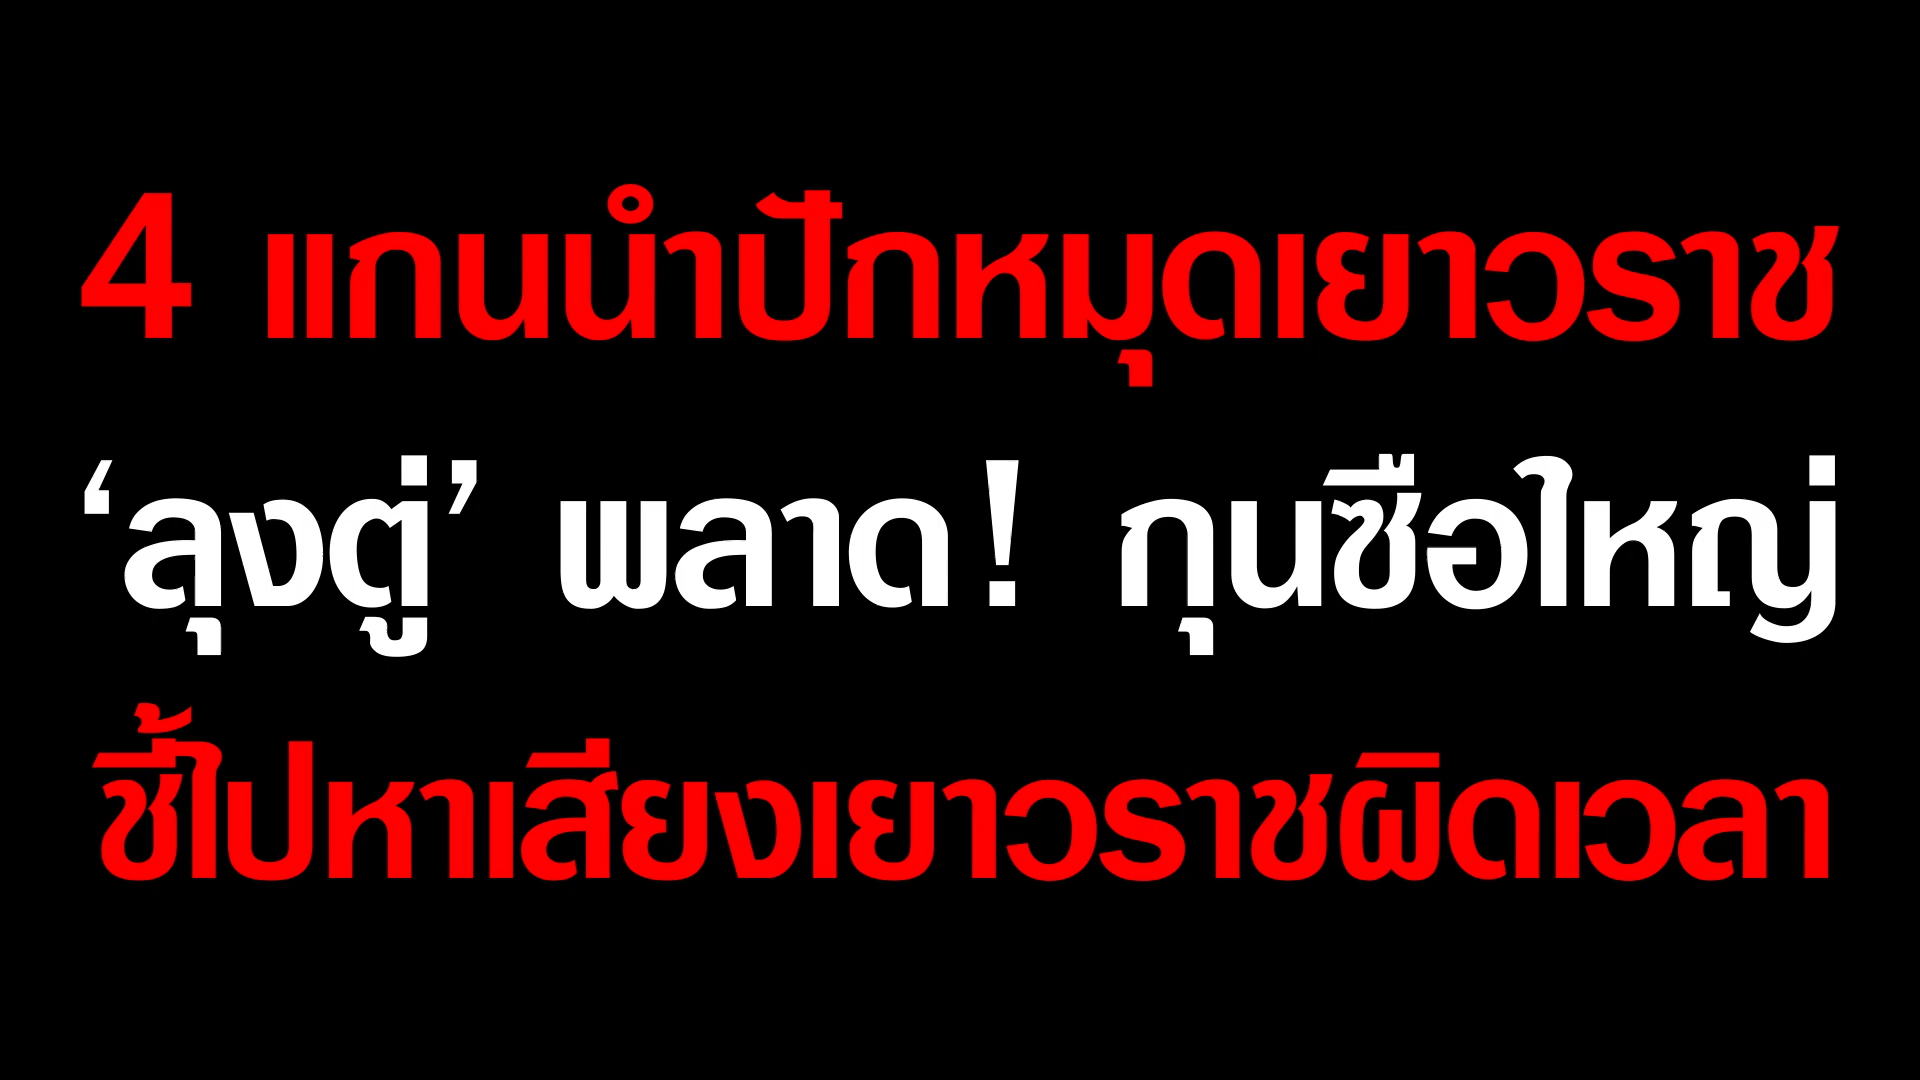 4 แกนนำปักหมุดเยาวราช
‘ลุงตู่’ พลาด! กุนซือใหญ่
ชี้ไปหาเสียงเยาวราชผิดเวลา